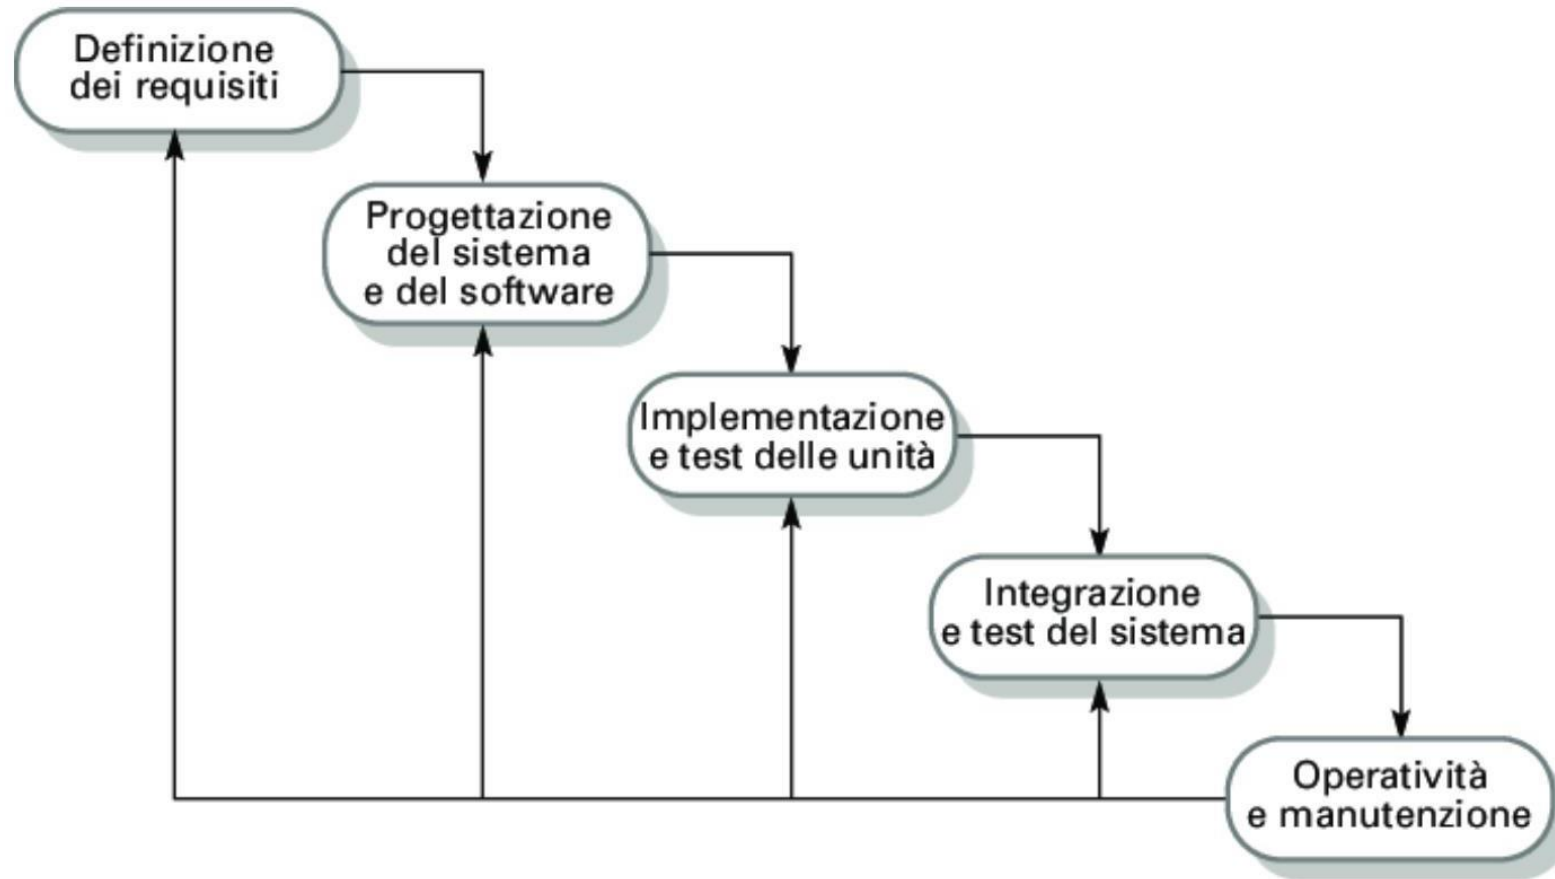 Definizione
dei requisiti
Progettazione
del sistema
e del software
Implementazione
e test delle unità
Integrazione
e test del sistema
Operatività
e manutenzione